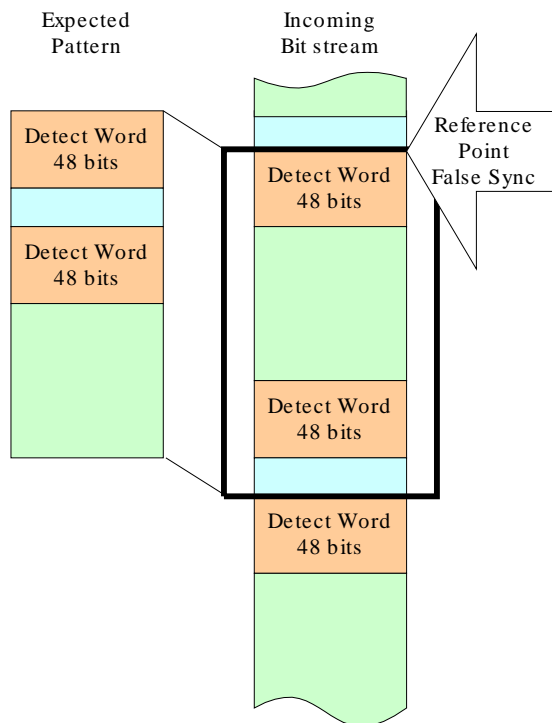 Expected
Pattern
Incoming
Bit stream
Detect Word
48 bits
Detect Word
48 bits
Detect Word
48 bits
Detect Word
48 bits
Detect Word
48 bits
Reference
Point
False Sync